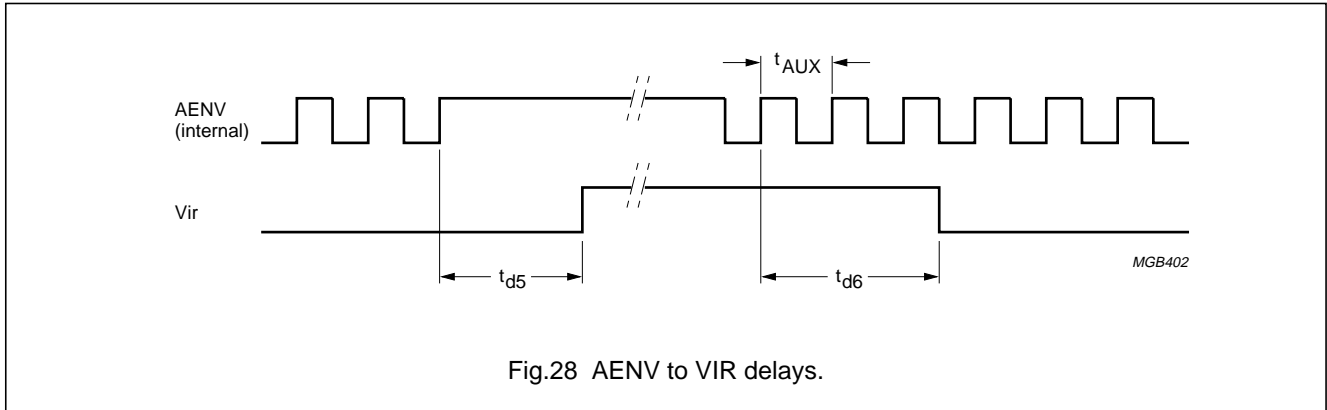 tAUX
AENV
(internal)
Vir
td5
td6
MGB402
Fig.28 AENV to VIR delays.